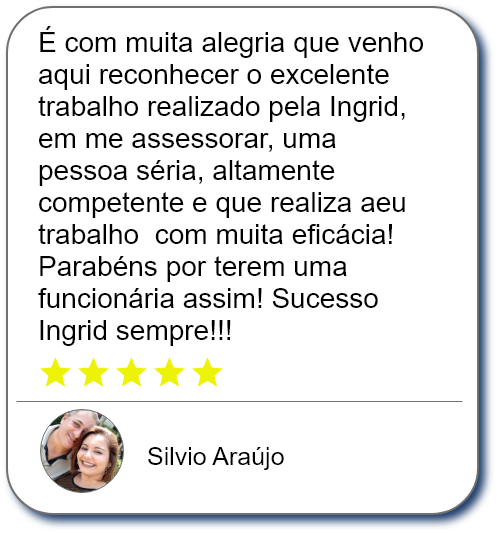 É com muita alegria que venho
aqui reconhecer o excelente
trabalho realizado pela Ingrid,
em me assessorar, uma
pessoa séria, altamente
competente e que realiza aeu
trabalho  com muita eficácia!
Parabéns por terem uma
funcionária assim! Sucesso
Ingrid sempre!!!
Silvio Araújo